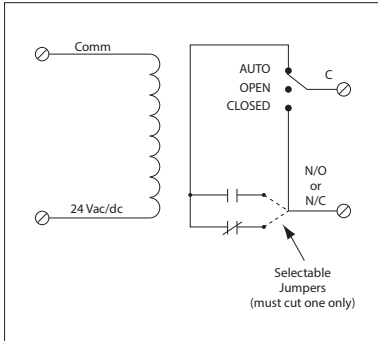 Comm
24 Vac/dc
AUTO
OPEN
CLOSED
C
N/O
or
N/C
Selectable
Jumpers
(must cut one only)